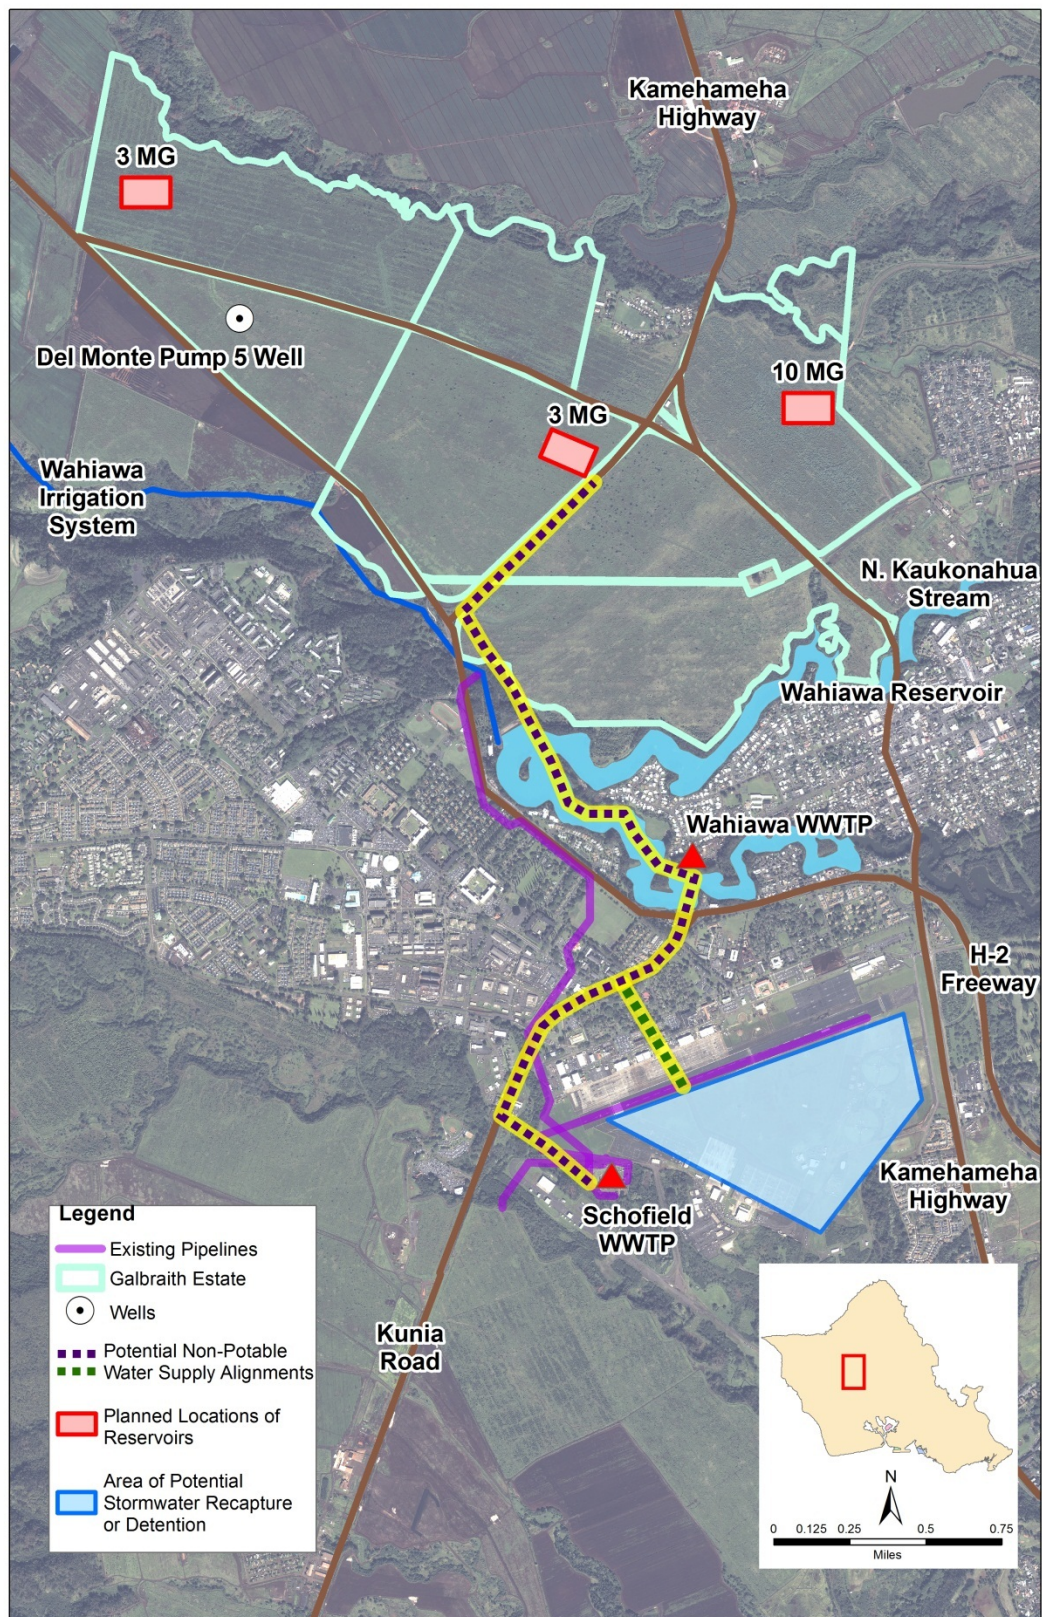 Kamehameha
Highway
3 MG
Del Monte Pump 5 Well
10 MG
3 MG
Wahiawa
Irrigation
System
N. Kaukonahua
Stream
Wahiawa Reservoir
Wahiawa WWTP
H-2
Freeway
Kamehameha
Highway
Schofield
WWTP
Kunia
Road
Legend
Existing Pipelines
Galbraith Estate
Wells
Potential Non-Potable
Water Supply Alignments
Planned Locations of
Reservoirs
Area of Potential
Stormwater Recapture
or Detention
N
0 0.125 0.25 0.5 0.75
Miles